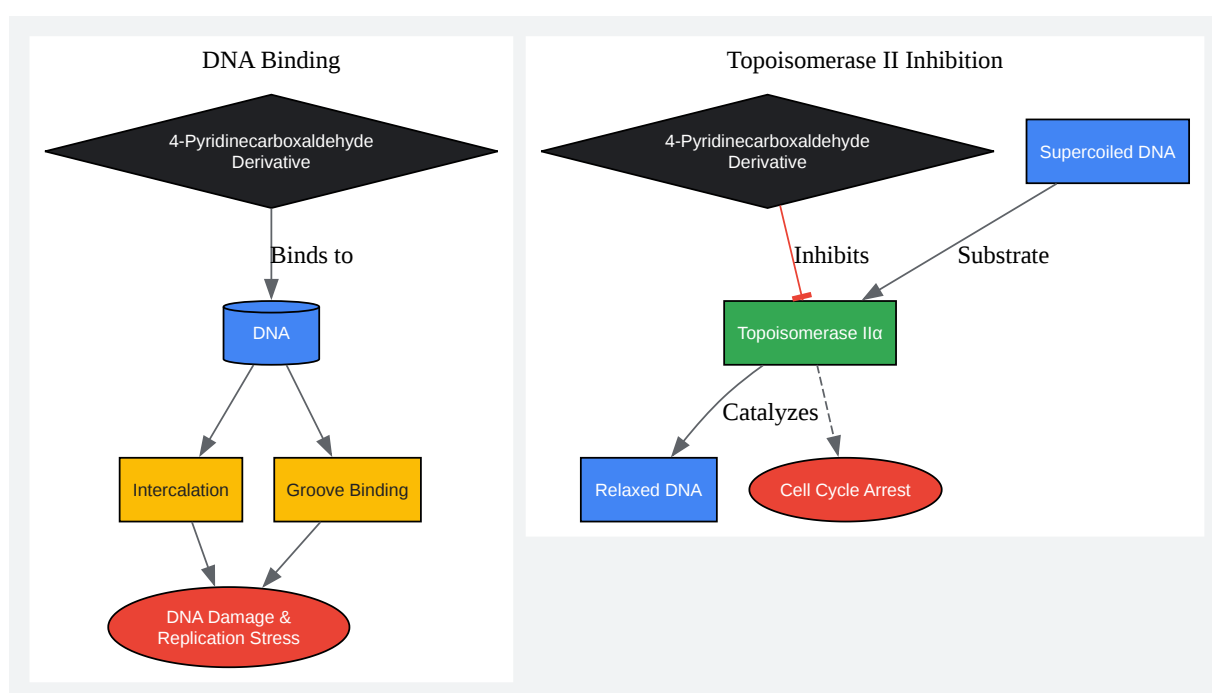 DNA Binding
4-Pyridinecarboxaldehyde
Derivative
Binds to
DNA
Intercalation
Groove Binding
DNA Damage &
Replication Stress
Topoisomerase II Inhibition
4-Pyridinecarboxaldehyde
Derivative
Supercoiled DNA
Inhibits
Substrate
Topoisomerase IIα
Catalyzes
Relaxed DNA
Cell Cycle Arrest